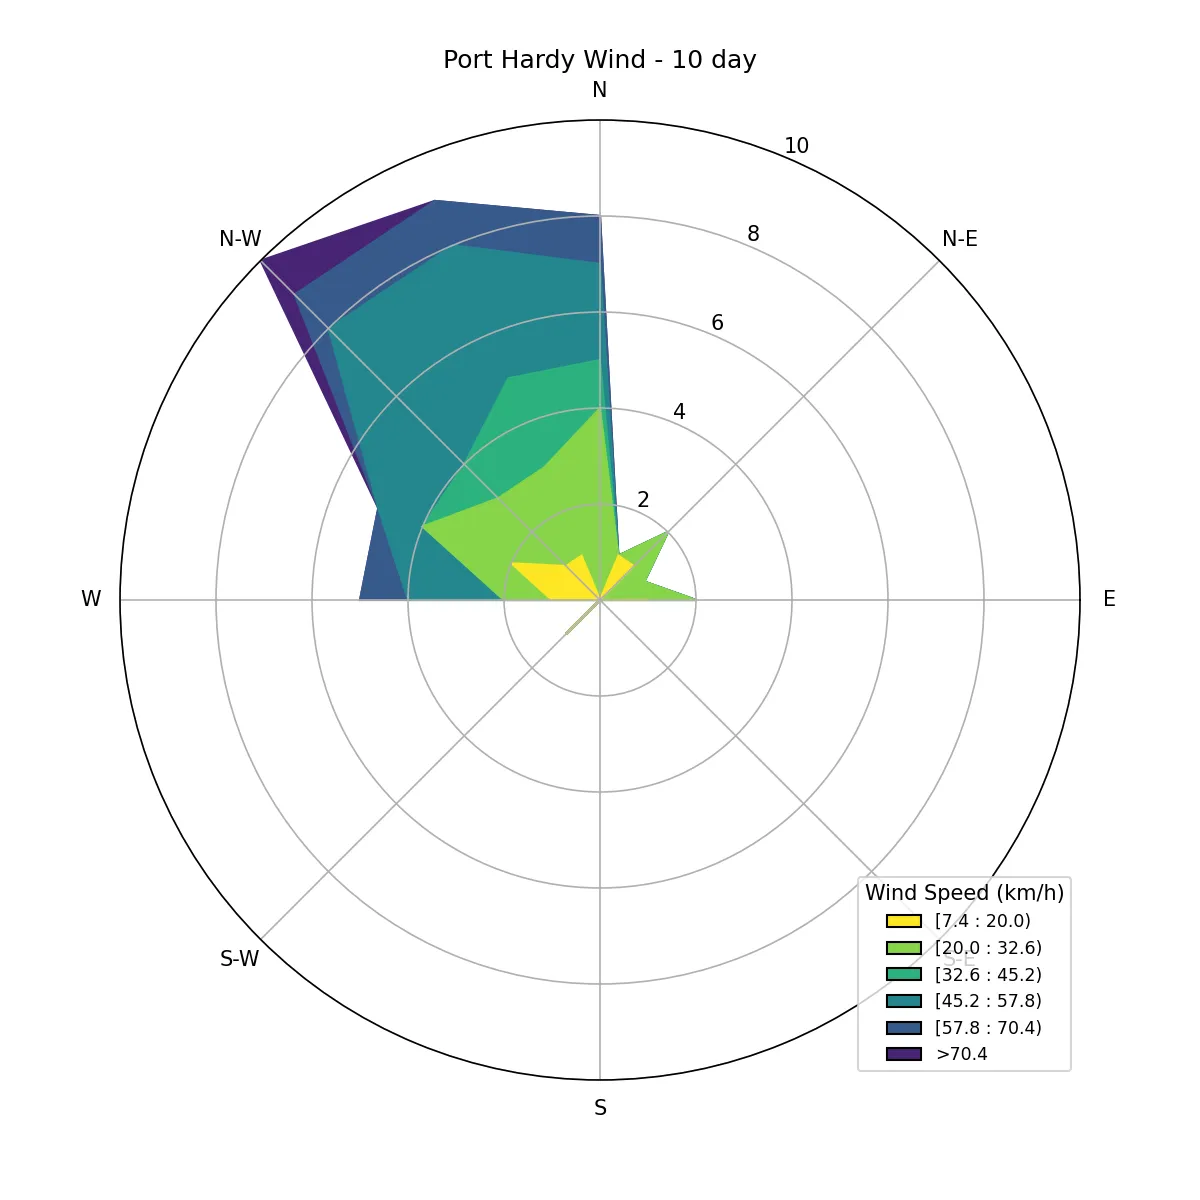 Port Hardy Wind - 10 day
N
10
N-W
8
N-E
6
4
2
W
E
S-W
S-E
S
Wind Speed (km/h)
[7.4 : 20.0)
[20.0 : 32.6)
[32.6 : 45.2)
[45.2 : 57.8)
[57.8 : 70.4)
>70.4